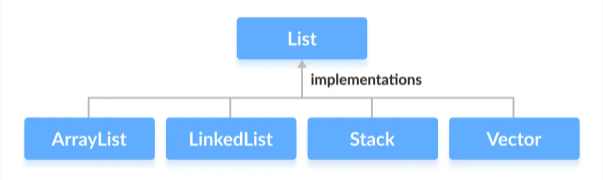 List
implementations
ArrayList
LinkedList
Stack
Vector